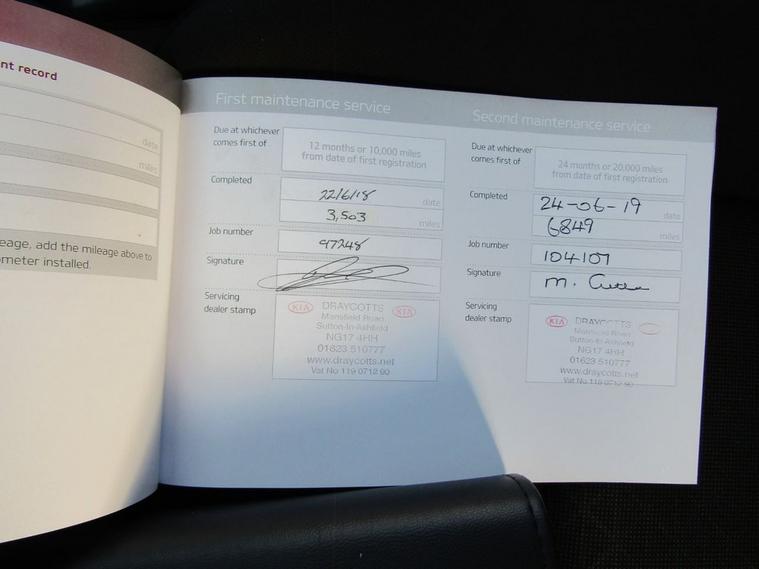 nt record
date
miles
eage, add the mileage above to
ometer installed.
First maintenance service
Due at whichever
comes first of
12 months or 10,000 miles
from date of first registration
Completed
22/6/18 date
3,503 miles
Job number
97248
Signature
Servicing
dealer stamp
KIA DRAYCOTTS KIA
Mansfield Road
Sutton-In-Ashfield
NG17 4HH
01623 510777
www.draycotts.net
Vat No 119 0712 90
Second maintenance service
Due at whichever
comes first of
24 months or 20,000 miles
from date of first registration
Completed
24-06-19 date
6849 miles
Job number
104107
Signature
M.
Servicing
dealer stamp
KIA DRAYCOTTS
Mansfield Road
Sutton-In-Ashfield
NG17 4HH
01623 510777
www.draycotts.net
Vat No 119 0712 90